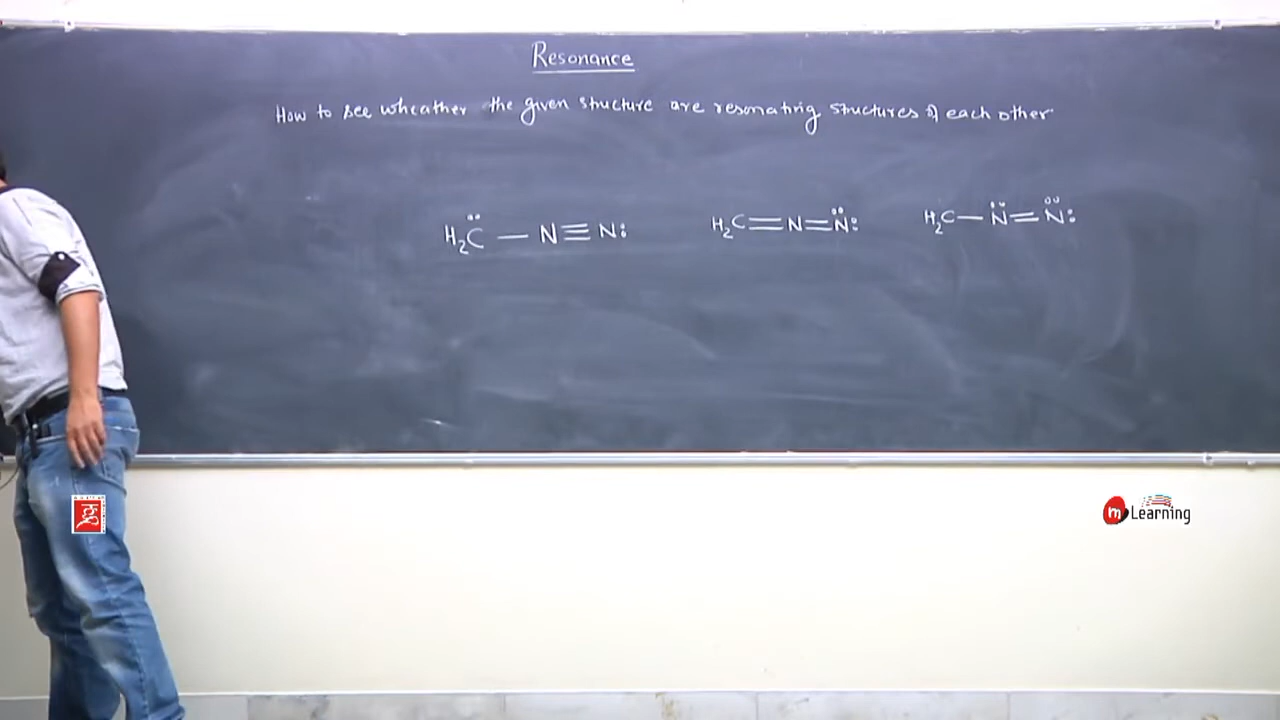 Resonance
How to see wheather the given structure are resonating structures of each other
H₂C̈ — N ≡ N: H₂C = N = N̈: H₂C — N̈ = N̈:
m Learning